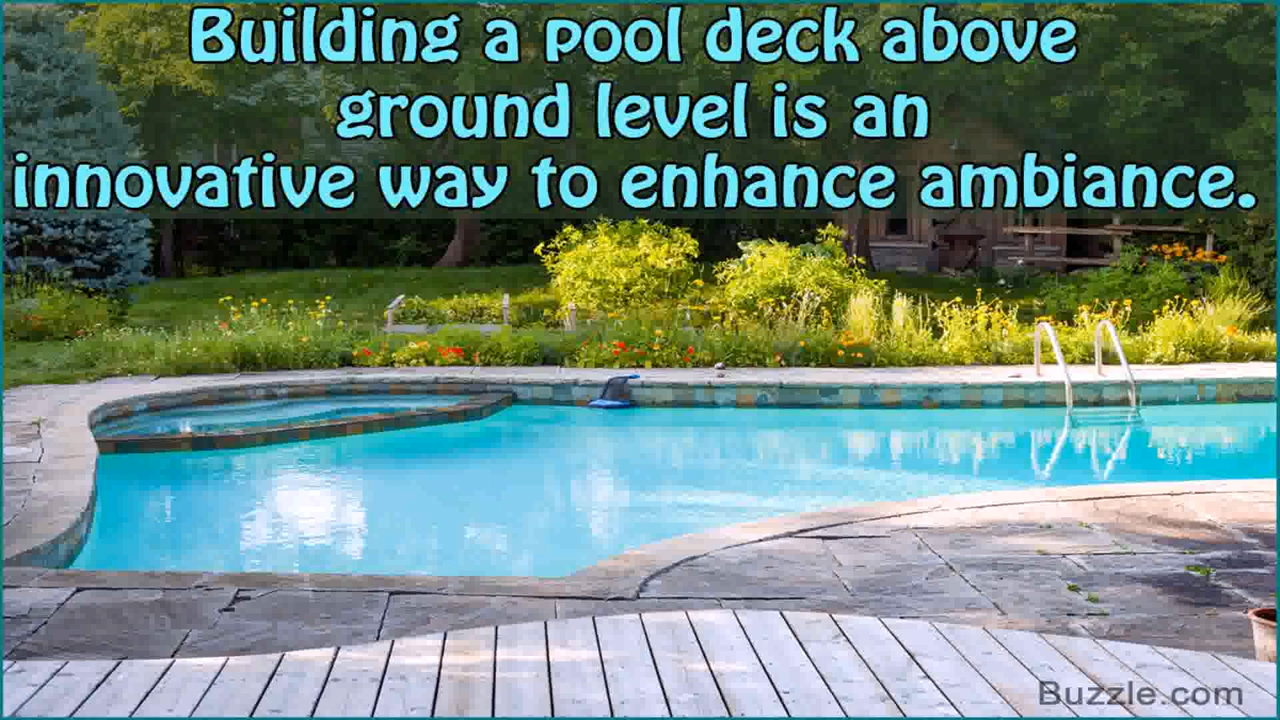 Building a pool deck above
ground level is an
innovative way to enhance ambiance.
Buzzle.com